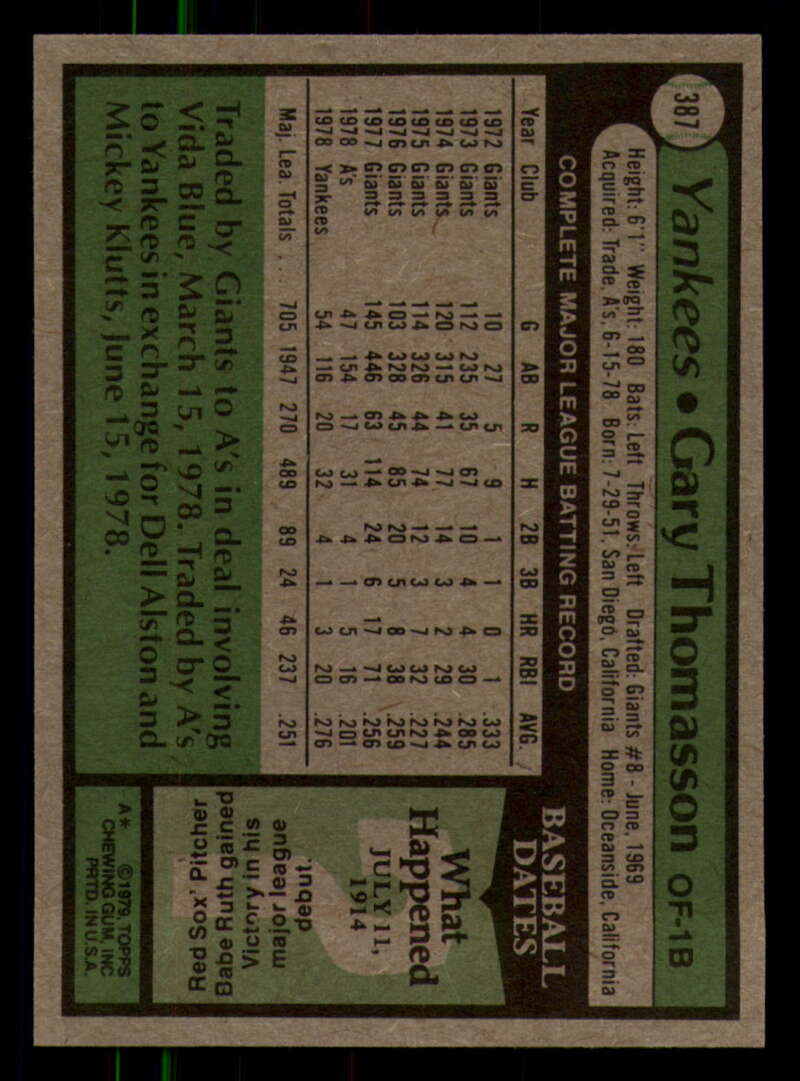 387
Yankees • Gary Thomasson OF-1B
Height: 6'1" Weight: 180 Bats: Left Throws: Left Drafted: Giants #8 - June, 1969
Acquired: Trade, A's, 6-15-78 Born: 7-29-51, San Diego, California Home: Oceanside, California
COMPLETE MAJOR LEAGUE BATTING RECORD
Year Club G AB R H 2B 3B HR RBI AVG.
1972 Giants 10 27 5 9 1 1 0 1 .333
1973 Giants 112 235 35 67 10 4 4 30 .285
1974 Giants 120 315 41 77 14 3 2 29 .244
1975 Giants 114 326 44 74 12 3 7 32 .227
1976 Giants 103 328 45 85 20 5 8 38 .259
1977 Giants 145 446 63 114 24 6 17 71 .256
1978 A's 47 154 17 31 4 1 5 16 .201
1978 Yankees 54 116 20 32 4 1 3 20 .276
Maj. Lea. Totals . . . 705 1947 270 489 89 24 46 237 .251
Traded by Giants to A's in deal involving
Vida Blue, March 15, 1978. Traded by A's
to Yankees in exchange for Dell Alston and
Mickey Klutts, June 15, 1978.
BASEBALL
DATES
What
Happened
JULY 11,
1914
Red Sox' Pitcher
Babe Ruth gained
Victory in his
major league
debut.
A* ©1979, TOPPS
CHEWING GUM, INC
PRTD. IN U.S.A.